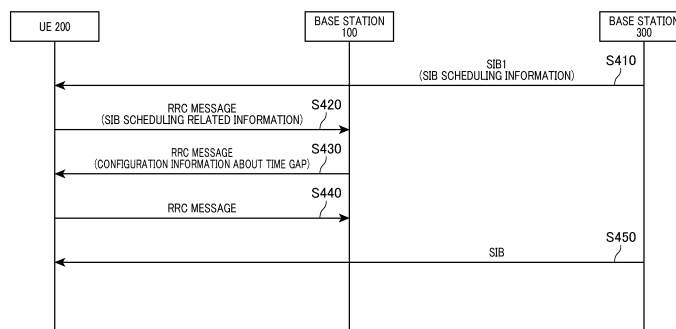 UE 200
BASE STATION
100
BASE STATION
300
S410
SIB1
(SIB SCHEDULING INFORMATION)
S420
RRC MESSAGE
(SIB SCHEDULING RELATED INFORMATION)
S430
RRC MESSAGE
(CONFIGURATION INFORMATION ABOUT TIME GAP)
S440
RRC MESSAGE
S450
SIB